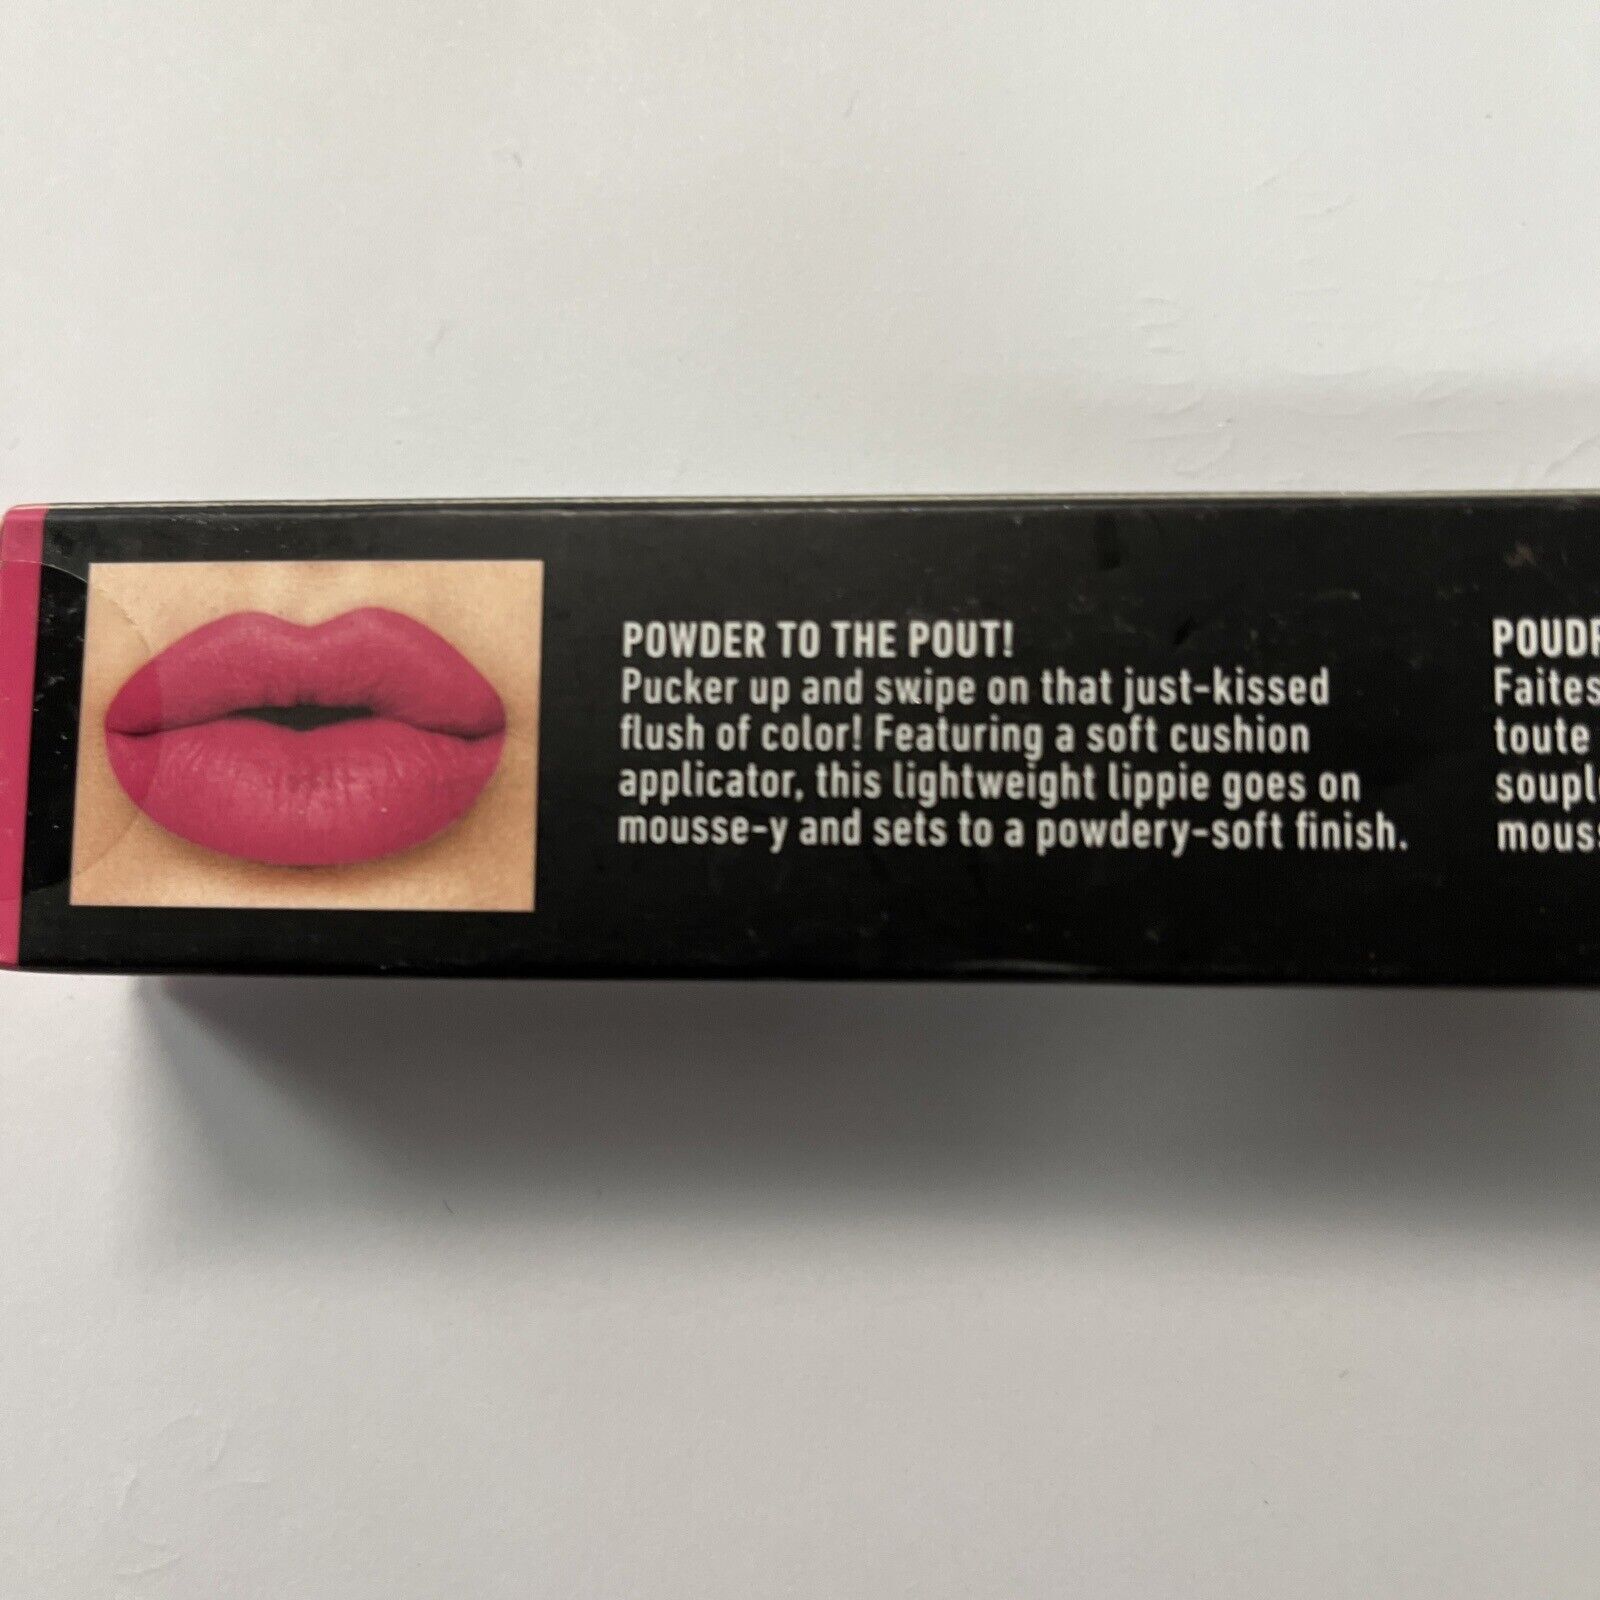 POWDER TO THE POUT!
Pucker up and swipe on that just-kissed
flush of color! Featuring a soft cushion
applicator, this lightweight lippie goes on
mousse-y and sets to a powdery-soft finish.
Faites
toute